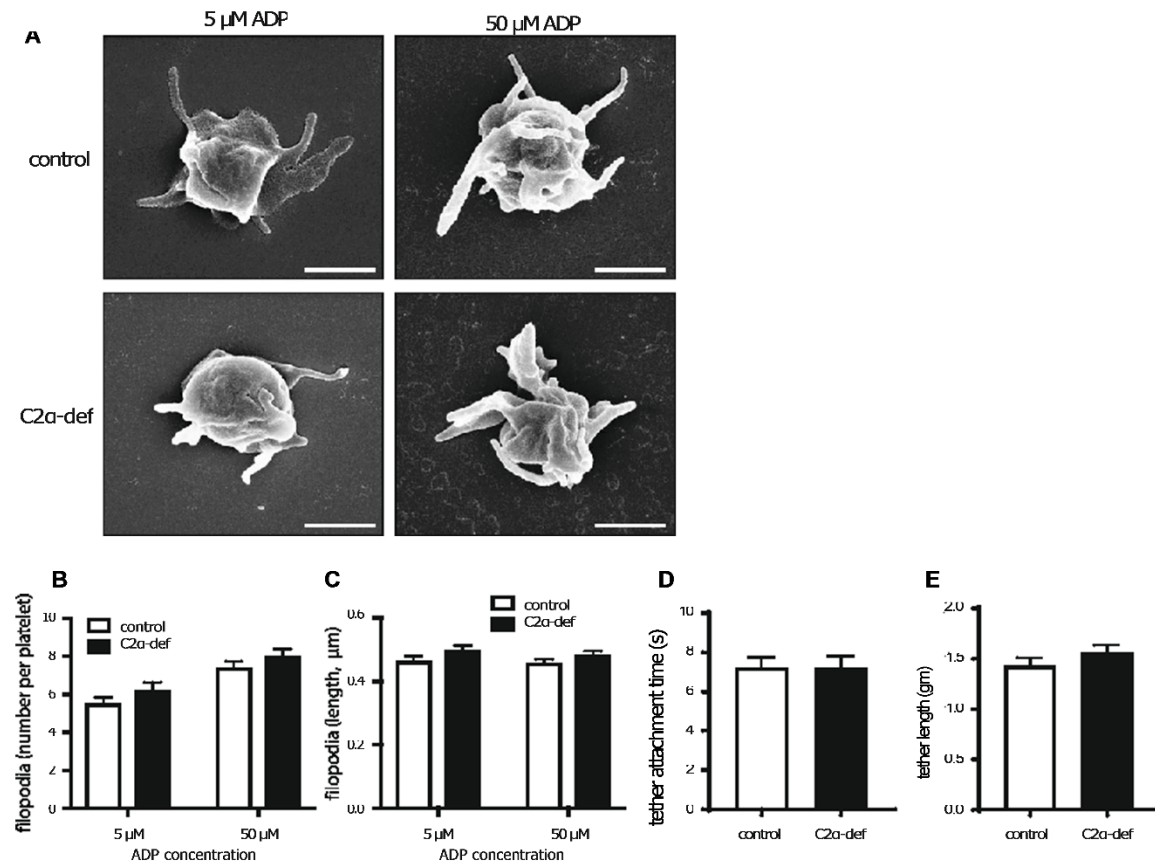 A
5 µM ADP
50 µM ADP
control
C2α-def
B
filopodia (number per platelet)
10
8
6
4
2
0
control
C2α-def
5 µM
50 µM
ADP concentration
C
filopodia (length, µm)
0.6
0.4
0.2
0.0
control
C2α-def
5 µM
50 µM
ADP concentration
D
tether attachment time (s)
10
8
6
4
2
0
control
C2α-def
E
tether length (gm)
2.0
1.5
-1.0
0.5
0.0
control
C2α-def